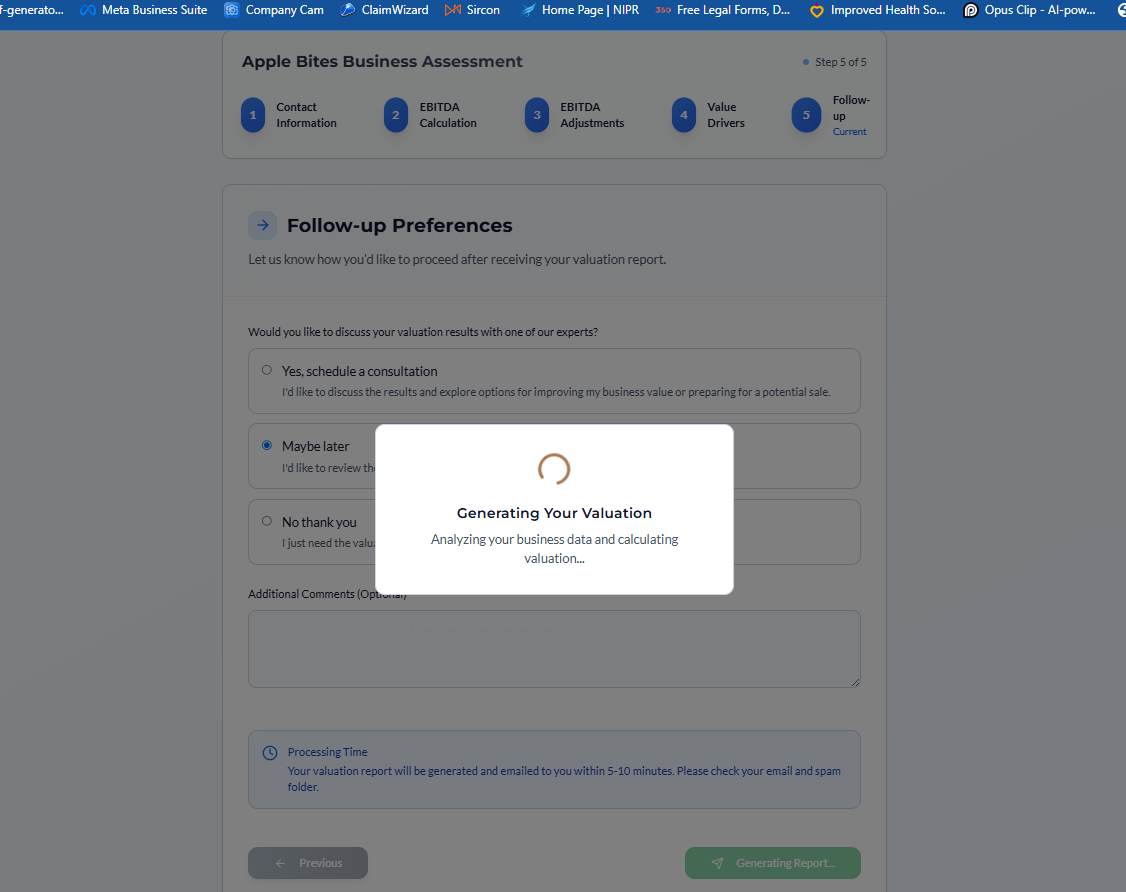 f-generato... Meta Business Suite Company Cam ClaimWizard Sircon Home Page | NIPR 360 Free Legal Forms, D... Improved Health So... Opus Clip - AI-pow...
Apple Bites Business Assessment
Step 5 of 5
1 Contact Information
2 EBITDA Calculation
3 EBITDA Adjustments
4 Value Drivers
5 Follow-up
Current
Follow-up Preferences
Let us know how you'd like to proceed after receiving your valuation report.
Would you like to discuss your valuation results with one of our experts?
Yes, schedule a consultation
I'd like to discuss the results and explore options for improving my business value or preparing for a potential sale.
Maybe later
I'd like to review the
No thank you
I just need the valu
Generating Your Valuation
Analyzing your business data and calculating
valuation...
Additional Comments (Optional)
Processing Time
Your valuation report will be generated and emailed to you within 5-10 minutes. Please check your email and spam
folder.
Previous
Generating Report...